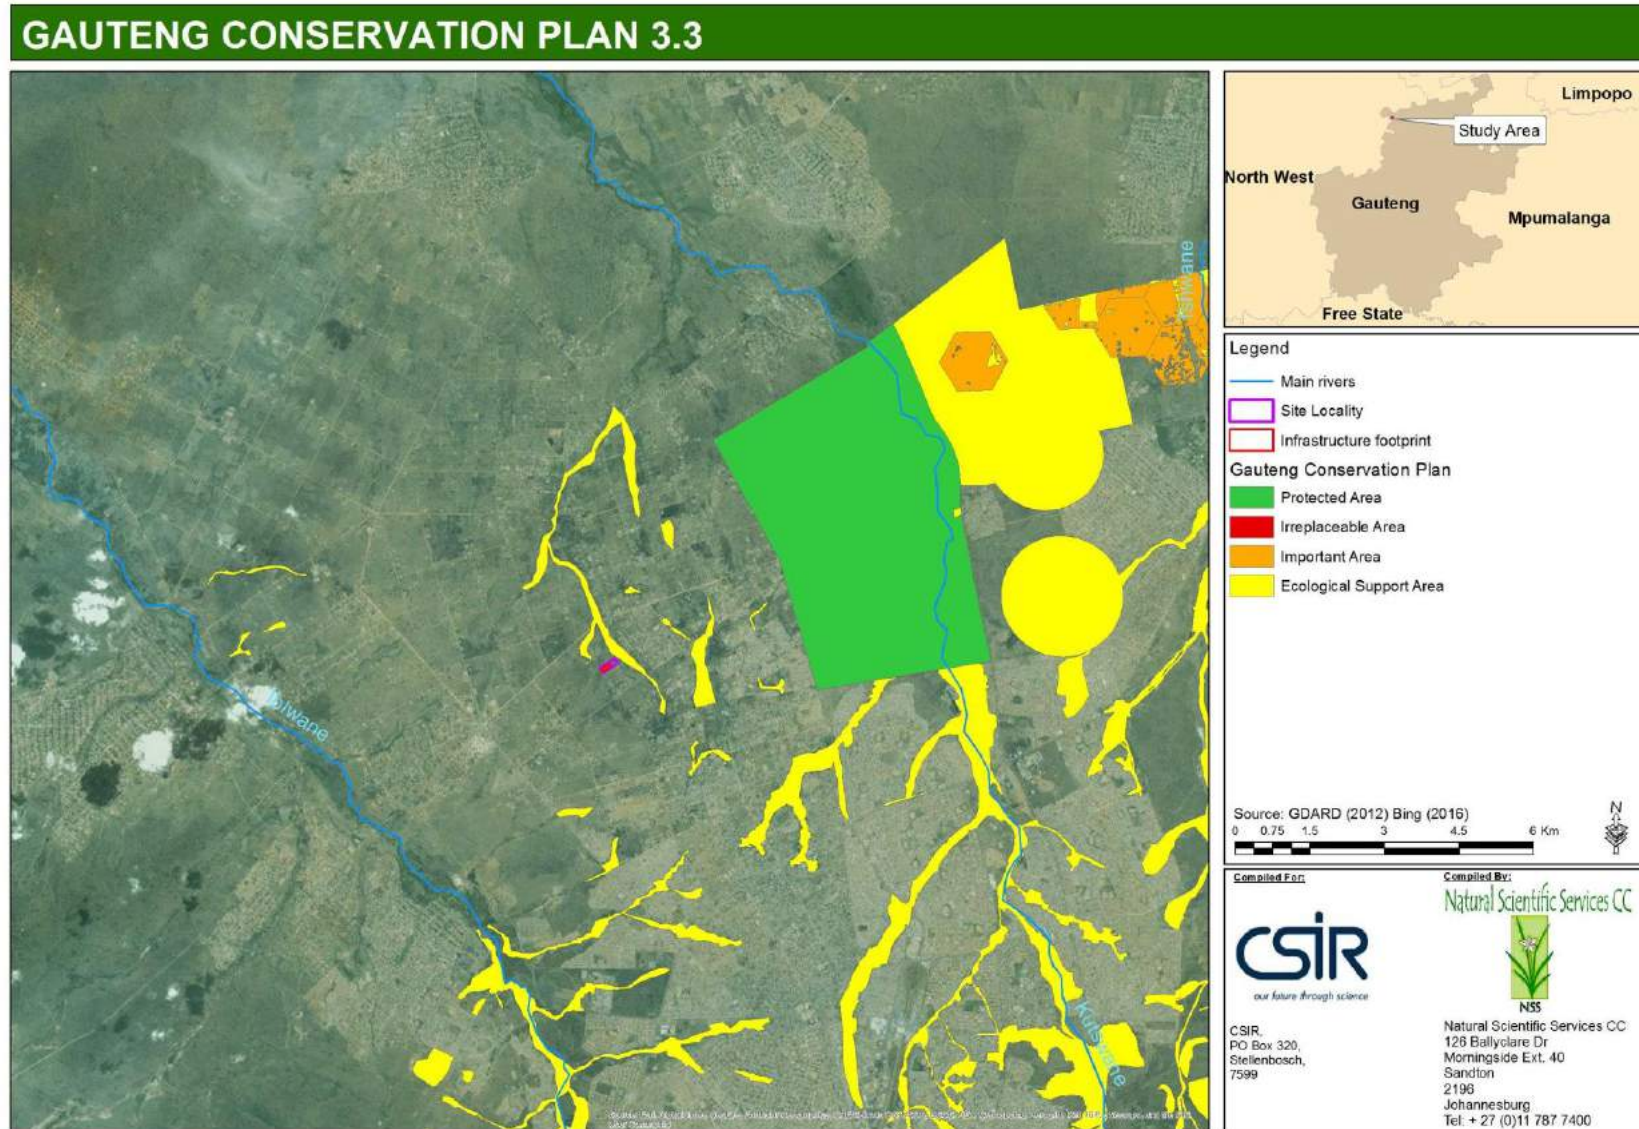 GAUTENG CONSERVATION PLAN 3.3
Limpopo
Study Area
North West
Gauteng
Mpumalanga
Free State
Legend
Main rivers
Site Locality
Infrastructure footprint
Gauteng Conservation Plan
Protected Area
Irreplaceable Area
Important Area
Ecological Support Area
Source: GDARD (2012) Bing (2016)
0 0.75 1.5 3 4.5 6 Km
N
Compiled For:
CSIR
our future through science
CSIR,
PO Box 320,
Stellenbosch,
7599
Compiled By:
Natural Scientific Services CC
NSS
Natural Scientific Services CC
126 Ballyclare Dr
Morningside Ext. 40
Sandton
2196
Johannesburg
Tel: + 27 (0)11 787 7400